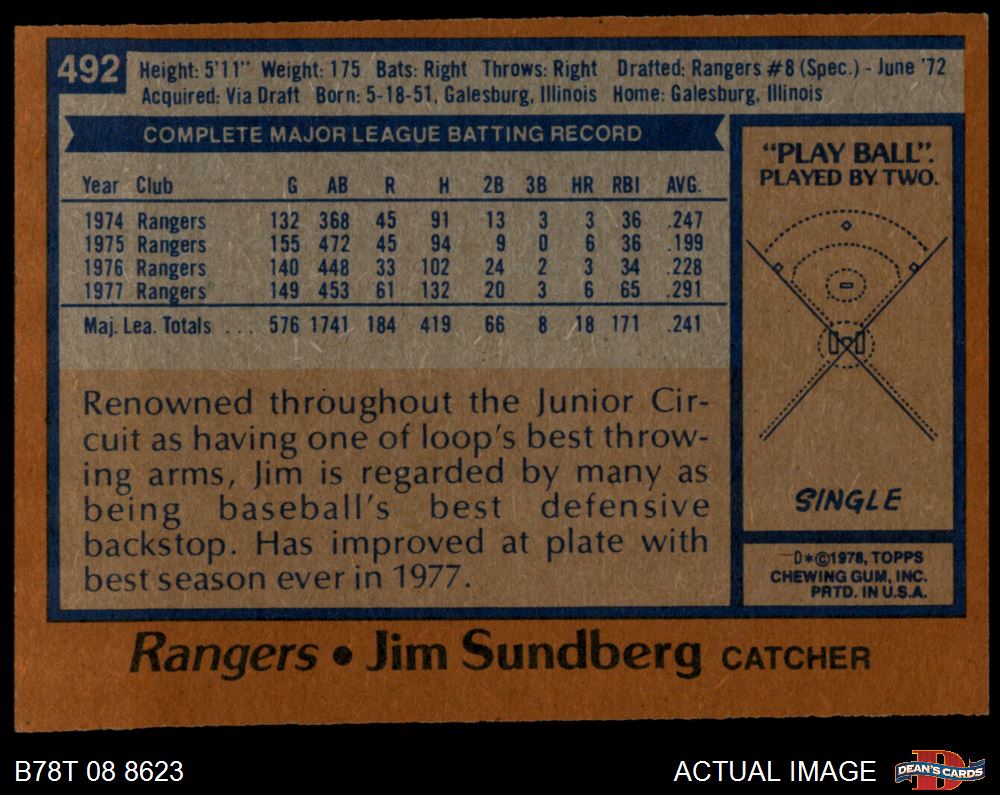 492
Height: 5'11" Weight: 175 Bats: Right Throws: Right Drafted: Rangers #8 (Spec.) - June '72
Acquired: Via Draft Born: 5-18-51, Galesburg, Illinois Home: Galesburg, Illinois
COMPLETE MAJOR LEAGUE BATTING RECORD
Year Club G AB R H 2B 3B HR RBI AVG.
1974 Rangers 132 368 45 91 13 3 3 36 .247
1975 Rangers 155 472 45 94 9 0 6 36 .199
1976 Rangers 140 448 33 102 24 2 3 34 .228
1977 Rangers 149 453 61 132 20 3 6 65 .291
Maj. Lea. Totals ... 576 1741 184 419 66 8 18 171 .241
Renowned throughout the Junior Cir-
cuit as having one of loop's best throw-
ing arms, Jim is regarded by many as
being baseball's best defensive
backstop. Has improved at plate with
best season ever in 1977.
"PLAY BALL".
PLAYED BY TWO.
SINGLE
D*©1978, TOPPS
CHEWING GUM, INC.
PRTD. IN U.S.A.
Rangers • Jim Sundberg CATCHER
B78T 08 8623
ACTUAL IMAGE
D
DEAN'S CARDS